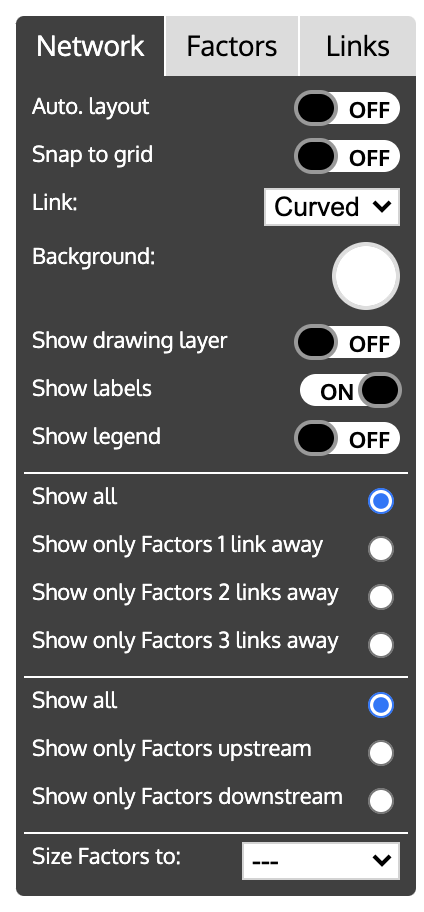 Network Factors Links
Auto. layout OFF
Snap to grid OFF
Link: Curved
Background:
Show drawing layer OFF
Show labels ON
Show legend OFF
Show all
Show only Factors 1 link away
Show only Factors 2 links away
Show only Factors 3 links away
Show all
Show only Factors upstream
Show only Factors downstream
Size Factors to: ---